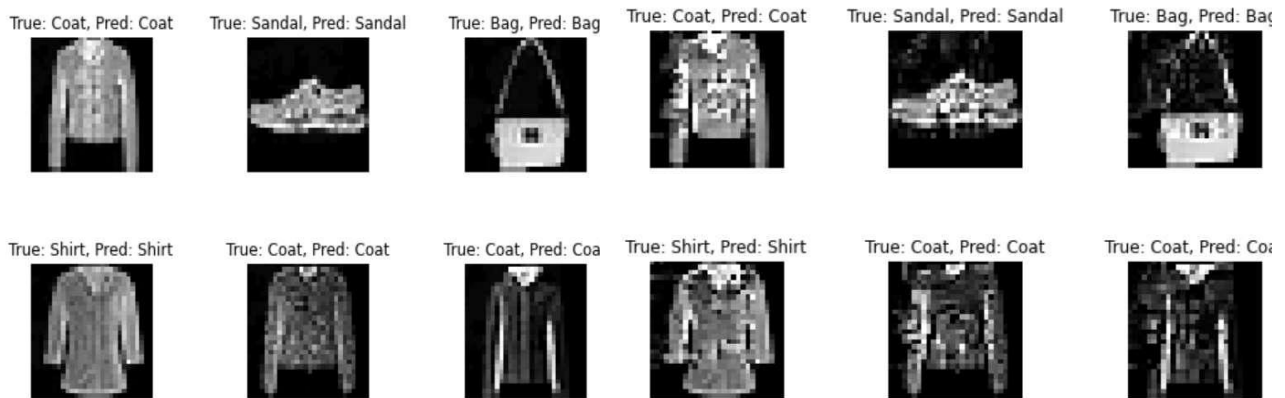 True: Coat, Pred: Coat True: Sandal, Pred: Sandal True: Bag, Pred: Bag True: Coat, Pred: Coat True: Sandal, Pred: Sandal True: Bag, Pred: Bag
True: Shirt, Pred: Shirt True: Coat, Pred: Coat True: Coat, Pred: Coa True: Shirt, Pred: Shirt True: Coat, Pred: Coat True: Coat, Pred: Coa